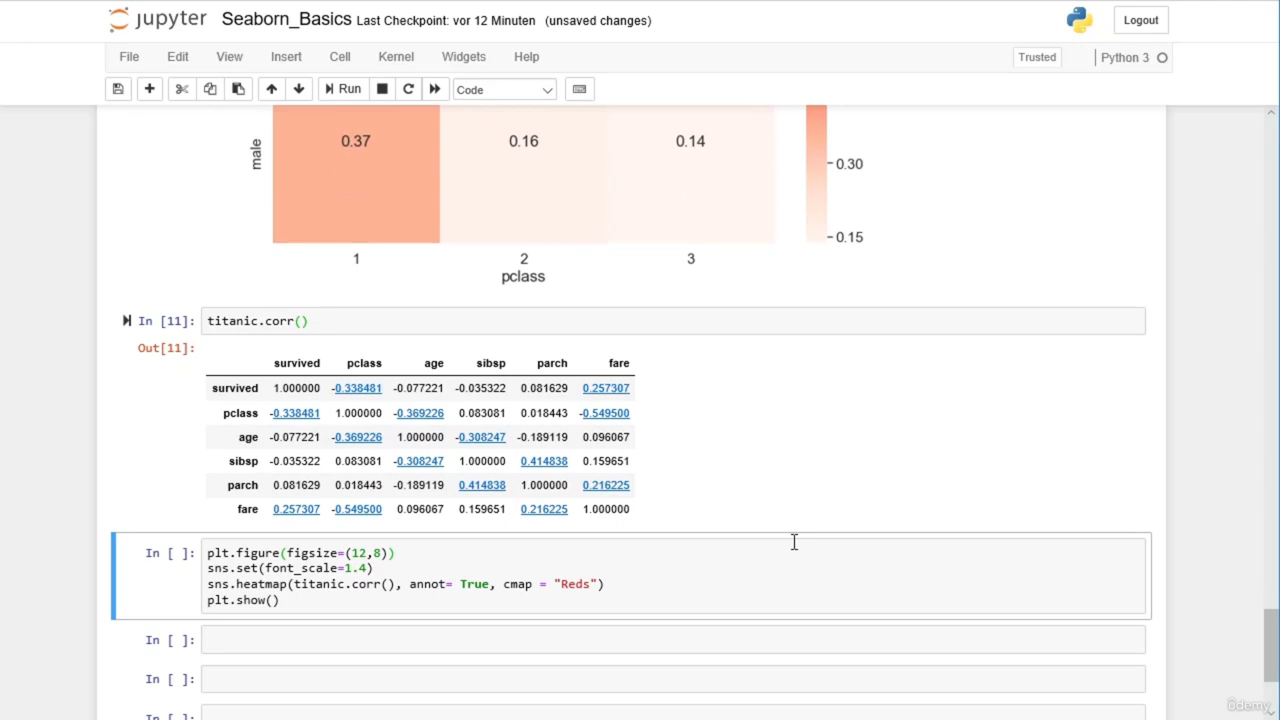 jupyter Seaborn_Basics Last Checkpoint: vor 12 Minuten (unsaved changes) Logout
File Edit View Insert Cell Kernel Widgets Help Trusted Python 3
Run Code
male 0.37 0.16 0.14 0.30
0.15
1 2 3
pclass
In [11]: titanic.corr()
Out[11]:
survived pclass age sibsp parch fare
survived 1.000000 -0.338481 -0.077221 -0.035322 0.081629 0.257307
pclass -0.338481 1.000000 -0.369226 0.083081 0.018443 -0.549500
age -0.077221 -0.369226 1.000000 -0.308247 -0.189119 0.096067
sibsp -0.035322 0.083081 -0.308247 1.000000 0.414838 0.159651
parch 0.081629 0.018443 -0.189119 0.414838 1.000000 0.216225
fare 0.257307 -0.549500 0.096067 0.159651 0.216225 1.000000
In [ ]: plt.figure(figsize=(12,8))
sns.set(font_scale=1.4)
sns.heatmap(titanic.corr(), annot= True, cmap = "Reds")
plt.show()
In [ ]:
In [ ]:
In [ ]:
ûdemy